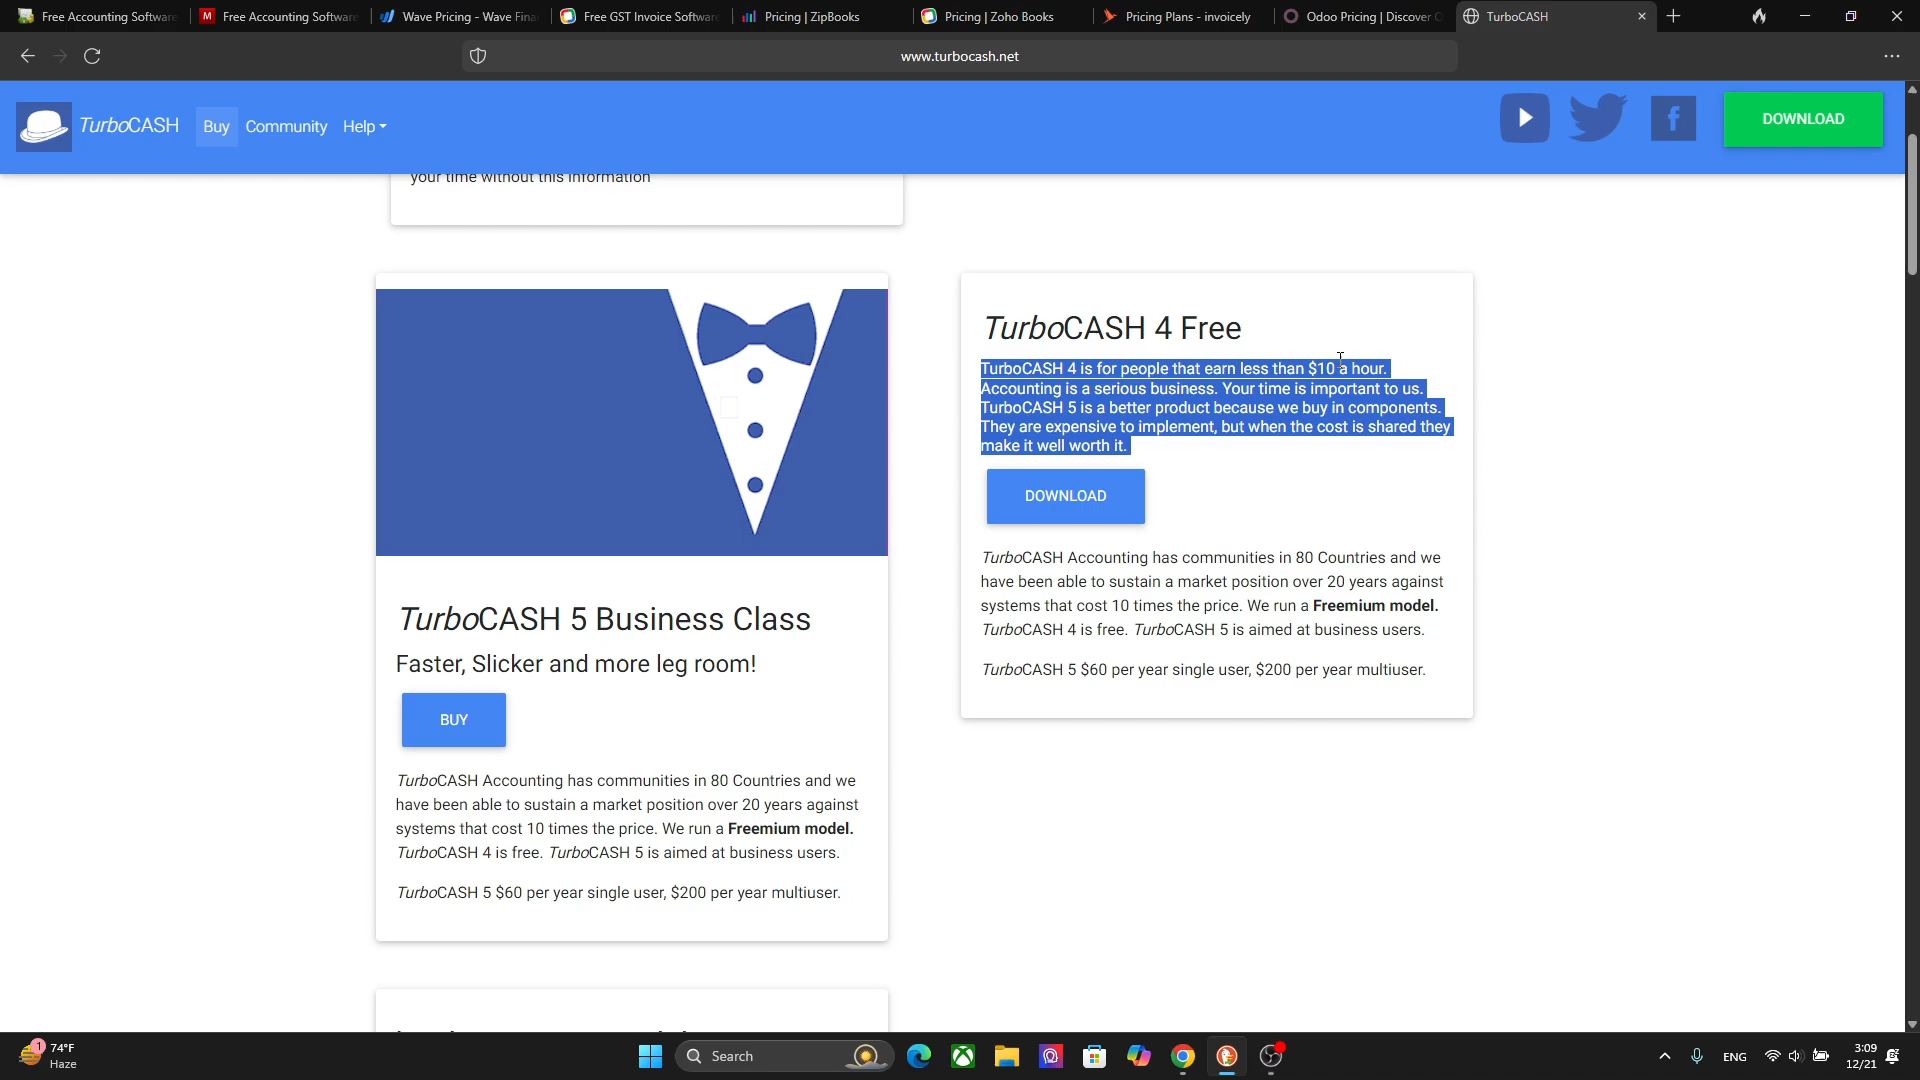 Free Accounting Software
Free Accounting Software
Wave Pricing - Wave Fina
Free GST Invoice Software
Pricing | ZipBooks
Pricing | Zoho Books
Pricing Plans - invoicely
Odoo Pricing | Discover O
TurboCASH
www.turbocash.net
TurboCASH
Buy
Community
Help
DOWNLOAD
your time without this information
TurboCASH 4 Free
TurboCASH 4 is for people that earn less than $10 a hour.
Accounting is a serious business. Your time is important to us.
TurboCASH 5 is a better product because we buy in components.
They are expensive to implement, but when the cost is shared they
make it well worth it.
DOWNLOAD
TurboCASH Accounting has communities in 80 Countries and we
have been able to sustain a market position over 20 years against
systems that cost 10 times the price. We run a Freemium model.
TurboCASH 4 is free. TurboCASH 5 is aimed at business users.
TurboCASH 5 $60 per year single user, $200 per year multiuser.
TurboCASH 5 Business Class
Faster, Slicker and more leg room!
BUY
TurboCASH Accounting has communities in 80 Countries and we
have been able to sustain a market position over 20 years against
systems that cost 10 times the price. We run a Freemium model.
TurboCASH 4 is free. TurboCASH 5 is aimed at business users.
TurboCASH 5 $60 per year single user, $200 per year multiuser.
1
74°F
Haze
Search
ENG
3:09
12/21